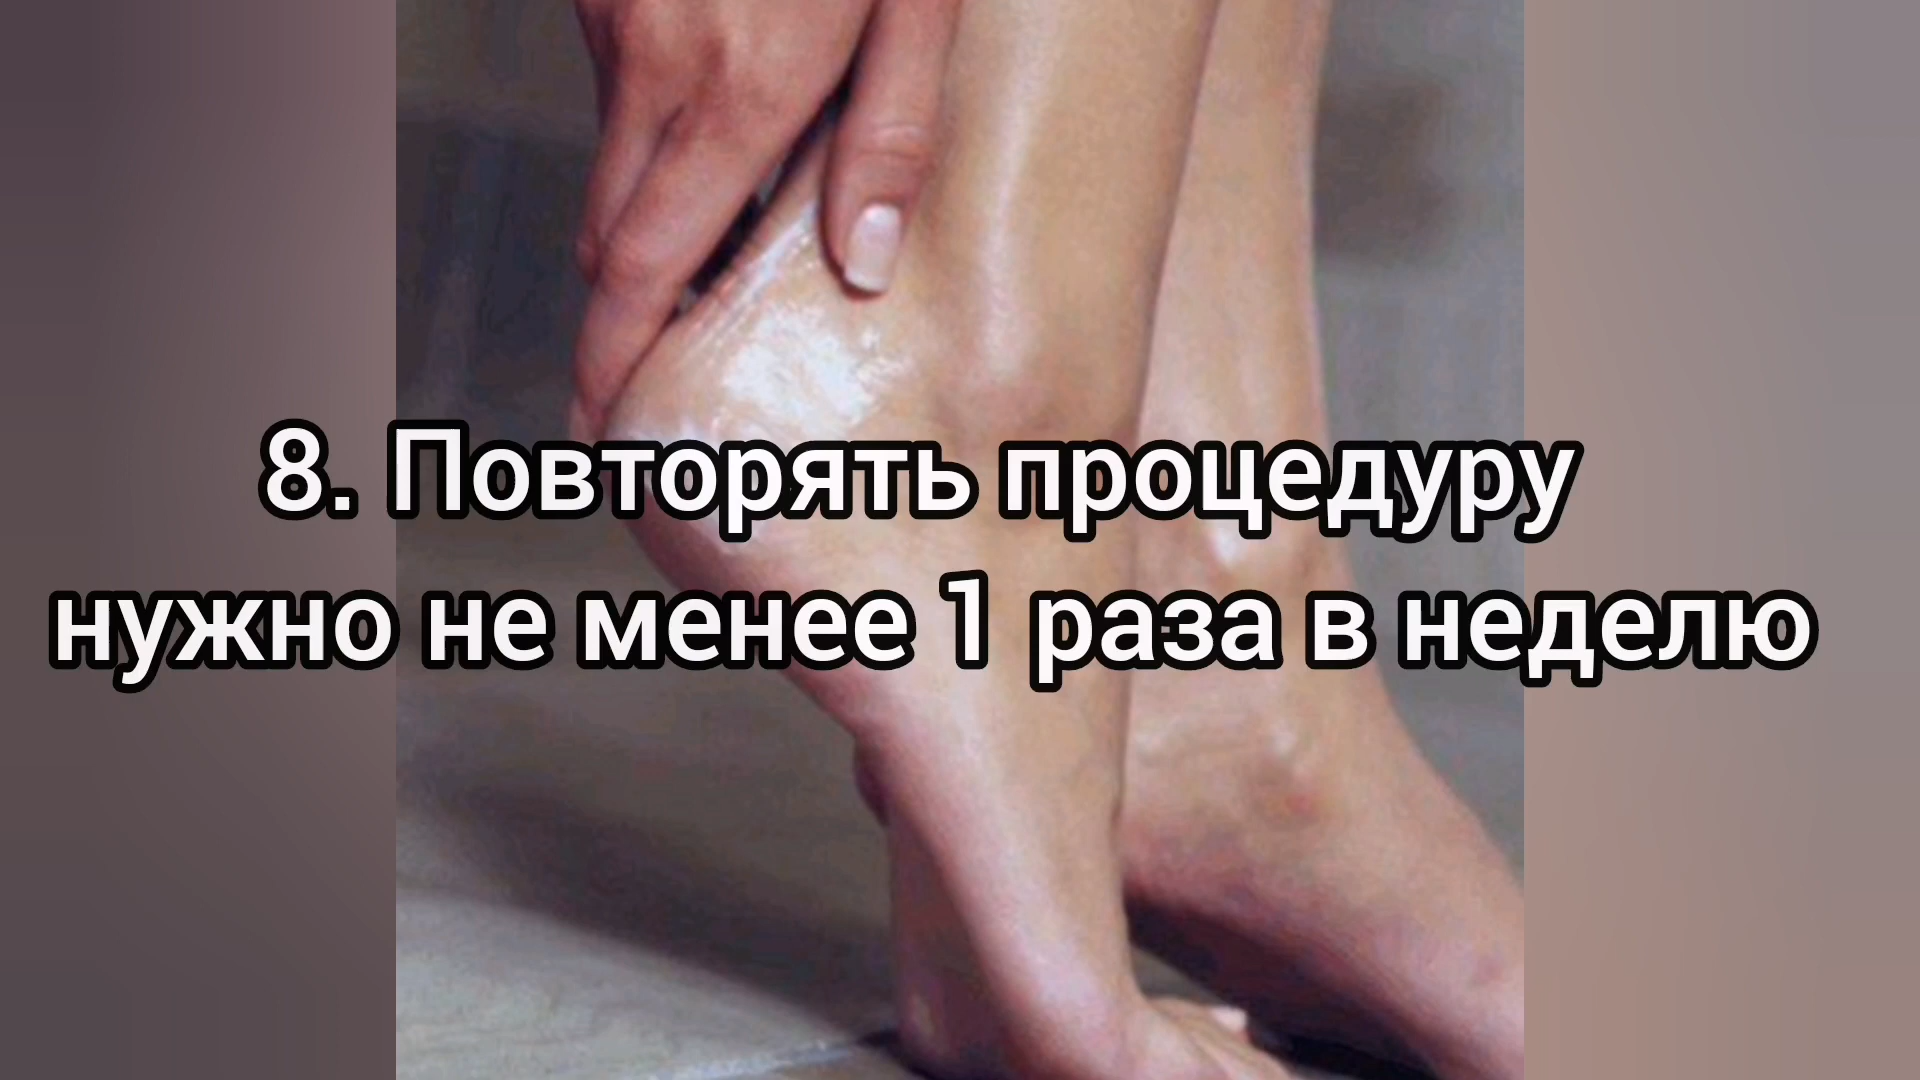 8. Повторять процедуру
нужно не менее 1 раза в неделю